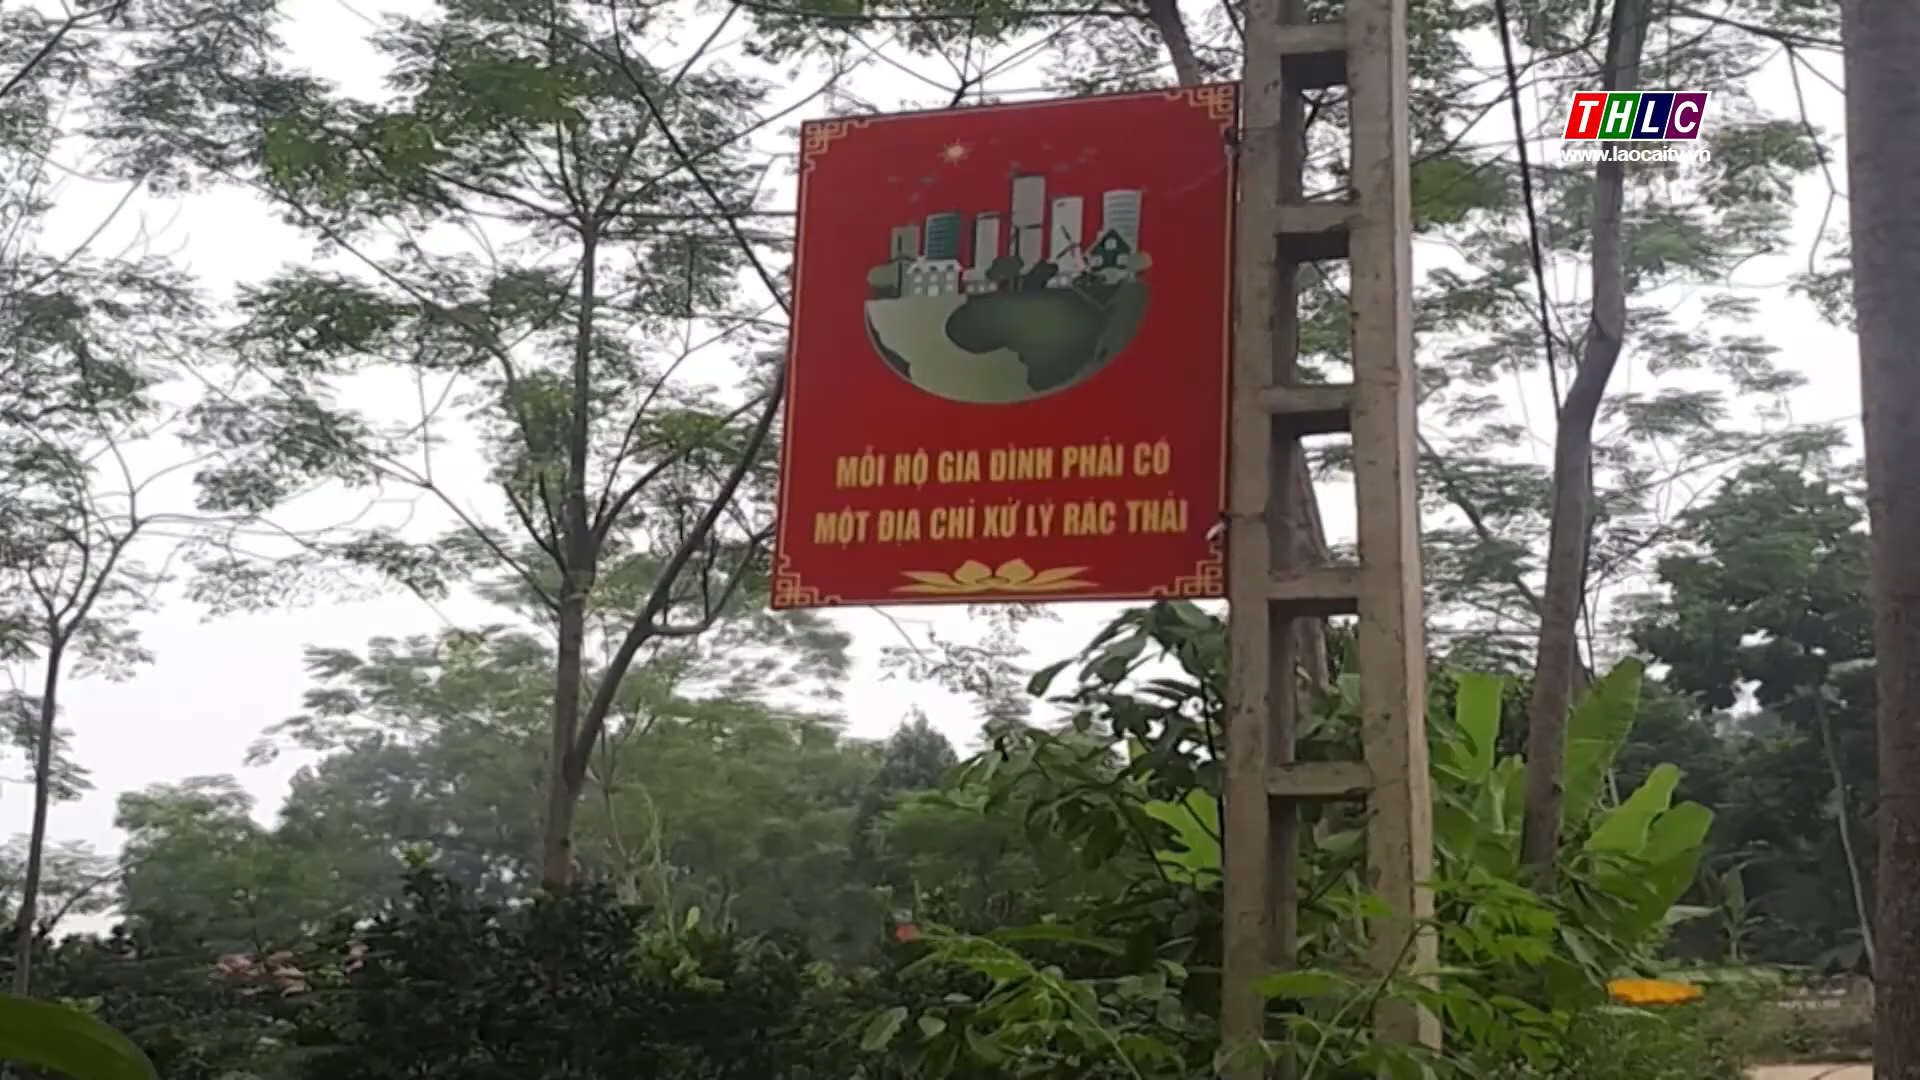 THLC
www.laocaitv.vn
MỖI HỘ GIA ĐÌNH PHẢI CÓ
MỘT ĐỊA CHỈ XỬ LÝ RÁC THẢI